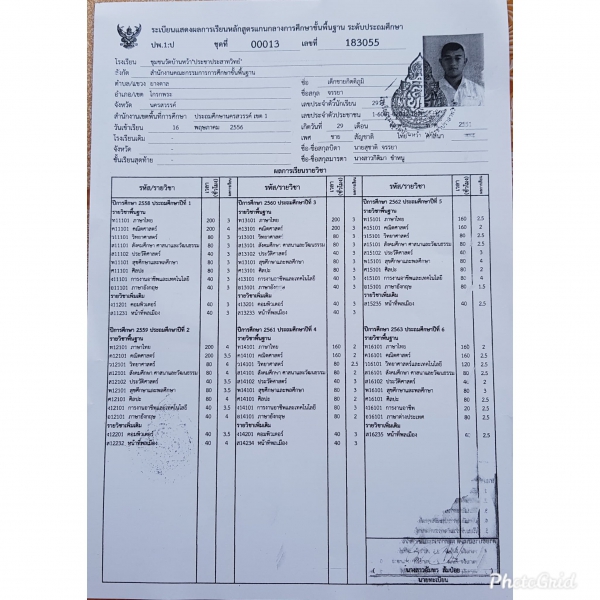 ระเบียนแสดงผลการเรียนหลักสูตรแกนกลางการศึกษาขั้นพื้นฐาน ระดับประถมศึกษา
ปพ.1:ป ชุดที่ 00013 เลขที่ 183055
โรงเรียน ชุมชนวัดบ้านหว้า"ประชาประสาทวิทย์"
สังกัด สำนักงานคณะกรรมการการศึกษาขั้นพื้นฐาน
ตำบล/แขวง ยางตาล
อำเภอ/เขต โกรกพระ
จังหวัด นครสวรรค์
สำนักงานเขตพื้นที่การศึกษา ประถมศึกษานครสวรรค์ เขต 1
วันเข้าเรียน 16 พฤษภาคม 2556
โรงเรียนเดิม -
จังหวัด -
ชั้นเรียนสุดท้าย -
ชื่อ เด็กชายกิตติภูมิ
ชื่อสกุล จรรยา
เลขประจำตัวนักเรียน
เลขประจำตัวประชาชน
เกิดวันที่ 29 เดือน
เพศ ชาย สัญชาติ ไทย
ชื่อ-ชื่อสกุลบิดา นายสุชาติ จรรยา
ชื่อ-ชื่อสกุลมารดา
ผลการเรียนรายวิชา
รหัส/รายวิชา เวลา (ชั่วโมง) ผลการเรียน รหัส/รายวิชา เวลา (ชั่วโมง) ผลการเรียน รหัส/รายวิชา เวลา (ชั่วโมง) ผลการเรียน
ปีการศึกษา 2558 ประถมศึกษาปีที่ 1
รายวิชาพื้นฐาน
ท11101 ภาษาไทย 200 3
ค11101 คณิตศาสตร์ 200 4
ว11101 วิทยาศาสตร์ 80 3
ส11101 สังคมศึกษา ศาสนาและวัฒนธรรม 80 3
ส11102 ประวัติศาสตร์ 40 3
พ11101 สุขศึกษาและพลศึกษา 80 3
ศ11101 ศิลปะ 80 3
ง11101 การงานอาชีพและเทคโนโลยี 40 3
อ11101 ภาษาอังกฤษ 40 3
รายวิชาเพิ่มเติม
ง11201 คอมพิวเตอร์ 40 3
ส11231 หน้าที่พลเมือง 40 3
ปีการศึกษา 2560 ประถมศึกษาปีที่ 3
รายวิชาพื้นฐาน
ท13101 ภาษาไทย 200 3
ค13101 คณิตศาสตร์ 200 3
ว13101 วิทยาศาสตร์ 80 3
ส13101 สังคมศึกษา ศาสนาและวัฒนธรรม 80 3
ส13102 ประวัติศาสตร์ 40 3
พ13101 สุขศึกษาและพลศึกษา 80 3
ศ13101 ศิลปะ 80 3
ง13101 การงานอาชีพและเทคโนโลยี 40 3
อ13101 ภาษาอังกฤษ 40 3
รายวิชาเพิ่มเติม
ง13201 คอมพิวเตอร์ 40 3
ส13233 หน้าที่พลเมือง 40 3
ปีการศึกษา 2562 ประถมศึกษาปีที่ 5
รายวิชาพื้นฐาน
ท15101 ภาษาไทย 160 2.5
ค15101 คณิตศาสตร์ 160 2
ว15101 วิทยาศาสตร์ 80 2.5
ส15101 สังคมศึกษา ศาสนาและวัฒนธรรม 80 2.5
ส15102 ประวัติศาสตร์ 40 3
พ15101 สุขศึกษาและพลศึกษา 80 2
ศ15101 ศิลปะ 80 4
ง15101 การงานอาชีพและเทคโนโลยี 80 2
อ15101 ภาษาอังกฤษ 80 1.5
รายวิชาเพิ่มเติม
ส15235 หน้าที่พลเมือง 40 2.5
ปีการศึกษา 2559 ประถมศึกษาปีที่ 2
รายวิชาพื้นฐาน
ท12101 ภาษาไทย 200 4
ค12101 คณิตศาสตร์ 200 3.5
ว12101 วิทยาศาสตร์ 80 4
ส12101 สังคมศึกษา ศาสนาและวัฒนธรรม 80 4
ส12102 ประวัติศาสตร์ 40 4
พ12101 สุขศึกษาและพลศึกษา 80 3.5
ศ12101 ศิลปะ 80 4
ง12101 การงานอาชีพและเทคโนโลยี 40 4
อ12101 ภาษาอังกฤษ 40 4
รายวิชาเพิ่มเติม
ง12201 คอมพิวเตอร์ 40 3.5
ส12232 หน้าที่พลเมือง 40 4
ปีการศึกษา 2561 ประถมศึกษาปีที่ 4
รายวิชาพื้นฐาน
ท14101 ภาษาไทย 160 2
ค14101 คณิตศาสตร์ 160 2
ว14101 วิทยาศาสตร์ 80
ส14101 สังคมศึกษา ศาสนาและวัฒนธรรม 80
ส14102 ประวัติศาสตร์ 40
พ14101 สุขศึกษาและพลศึกษา 80
ศ14101 ศิลปะ 80
ง14101 การงานอาชีพและเทคโนโลยี 80
อ14101 ภาษาอังกฤษ 80 2
รายวิชาเพิ่มเติม
ง14201 คอมพิวเตอร์ 40 3
ส14234 หน้าที่พลเมือง 40 3
ปีการศึกษา 2563 ประถมศึกษาปีที่ 6
รายวิชาพื้นฐาน
ท16101 ภาษาไทย 160 2
ค16101 คณิตศาสตร์ 160 2.5
ว16101 วิทยาศาสตร์และเทคโนโลยี 120 2.5
ส16101 สังคมศึกษา ศาสนาและวัฒนธรรม 80 2.5
ส16102 ประวัติศาสตร์ 40 2
พ16101 สุขศึกษาและพลศึกษา 80 3
ศ16101 ศิลปะ 80 2.5
ง16101 การงานอาชีพ 40 2.5
อ16101 ภาษาต่างประเทศ 80 2.5
รายวิชาเพิ่มเติม
ส16235 หน้าที่พลเมือง 40 2.5
นายทะเบียน
PhotoGrid